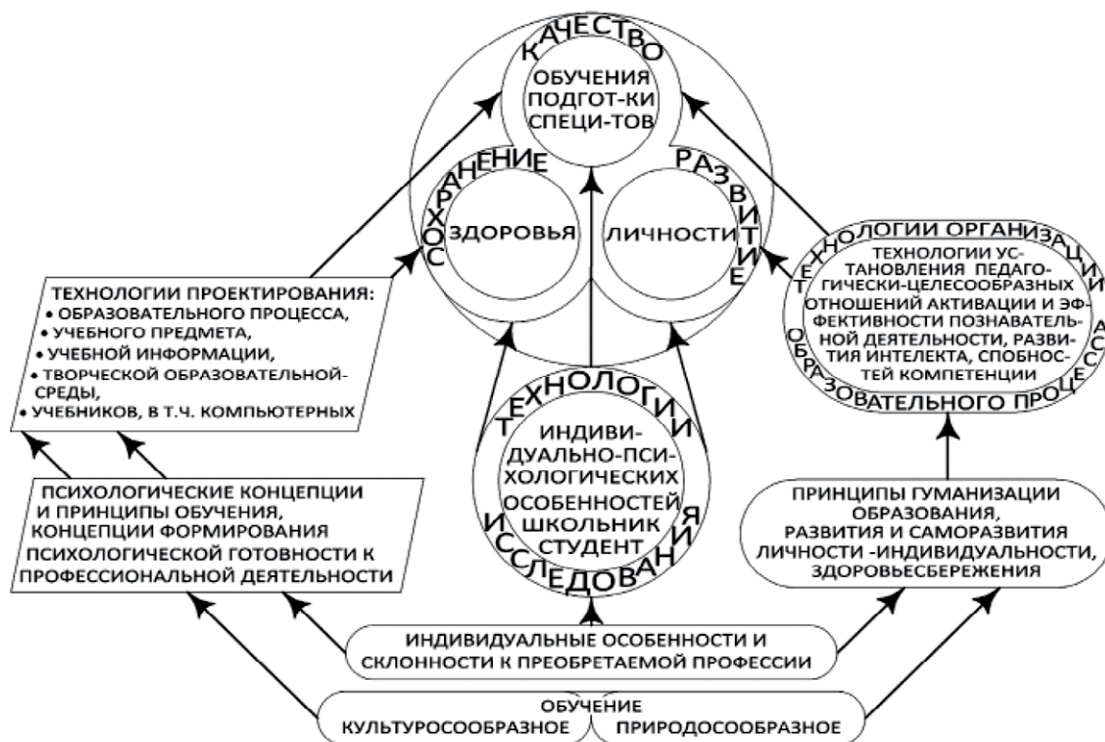 КАЧЕСТВО
ОБУЧЕНИЯ
ПОДГОТ-КИ
СПЕЦИ-ТОВ
СОХРАНЕНИЕ
ЗДОРОВЬЯ
РАЗВИТИЕ
ЛИЧНОСТИ
ТЕХНОЛОГИИ ПРОЕКТИРОВАНИЯ:
• ОБРАЗОВАТЕЛЬНОГО ПРОЦЕССА,
• УЧЕБНОГО ПРЕДМЕТА,
• УЧЕБНОЙ ИНФОРМАЦИИ,
• ТВОРЧЕСКОЙ ОБРАЗОВАТЕЛЬНОЙ-
СРЕДЫ,
• УЧЕБНИКОВ, В Т.Ч. КОМПЬЮТЕРНЫХ
ТЕХНОЛОГИИ ОРГАНИЗАЦИИ
ТЕХНОЛОГИИ УС-
ТАНОВЛЕНИЯ ПЕДАГО-
ГИЧЕСКИ-ЦЕЛЕСООБРАЗНЫХ
ОТНОШЕНИЙ АКТИВАЦИИ И ЭФ-
ФЕКТИВНОСТИ ПОЗНАВАТЕЛЬ-
НОЙ ДЕЯТЕЛЬНОСТИ, РАЗВИ-
ТИЯ ИНТЕЛЕКТА, СПОБНОС-
ТЕЙ КОМПЕТЕНЦИИ
ОБРАЗОВАТЕЛЬНОГО ПРОЦЕССА
ТЕХНОЛОГИИ
ИНДИВИ-
ДУАЛЬНО-ПСИ-
ХОЛОГИЧЕСКИХ
ОСОБЕННОСТЕЙ
ШКОЛЬНИК
СТУДЕНТ
ИССЛЕДОВАНИЯ
ПСИХОЛОГИЧЕСКИЕ КОНЦЕПЦИИ
И ПРИНЦИПЫ ОБУЧЕНИЯ,
КОНЦЕПЦИИ ФОРМИРОВАНИЯ
ПСИХОЛОГИЧЕСКОЙ ГОТОВНОСТИ К
ПРОФЕССИОНАЛЬНОЙ ДЕЯТЕЛЬНОСТИ
ПРИНЦИПЫ ГУМАНИЗАЦИИ
ОБРАЗОВАНИЯ,
РАЗВИТИЯ И САМОРАЗВИТИЯ
ЛИЧНОСТИ -ИНДИВИДУАЛЬНОСТИ,
ЗДОРОВЬЕСБЕРЕЖЕНИЯ
ИНДИВИДУАЛЬНЫЕ ОСОБЕННОСТИ И
СКЛОННОСТИ К ПРЕОБРЕТАЕМОЙ ПРОФЕССИИ
ОБУЧЕНИЕ
КУЛЬТУРОСООБРАЗНОЕ ПРИРОДОСООБРАЗНОЕ